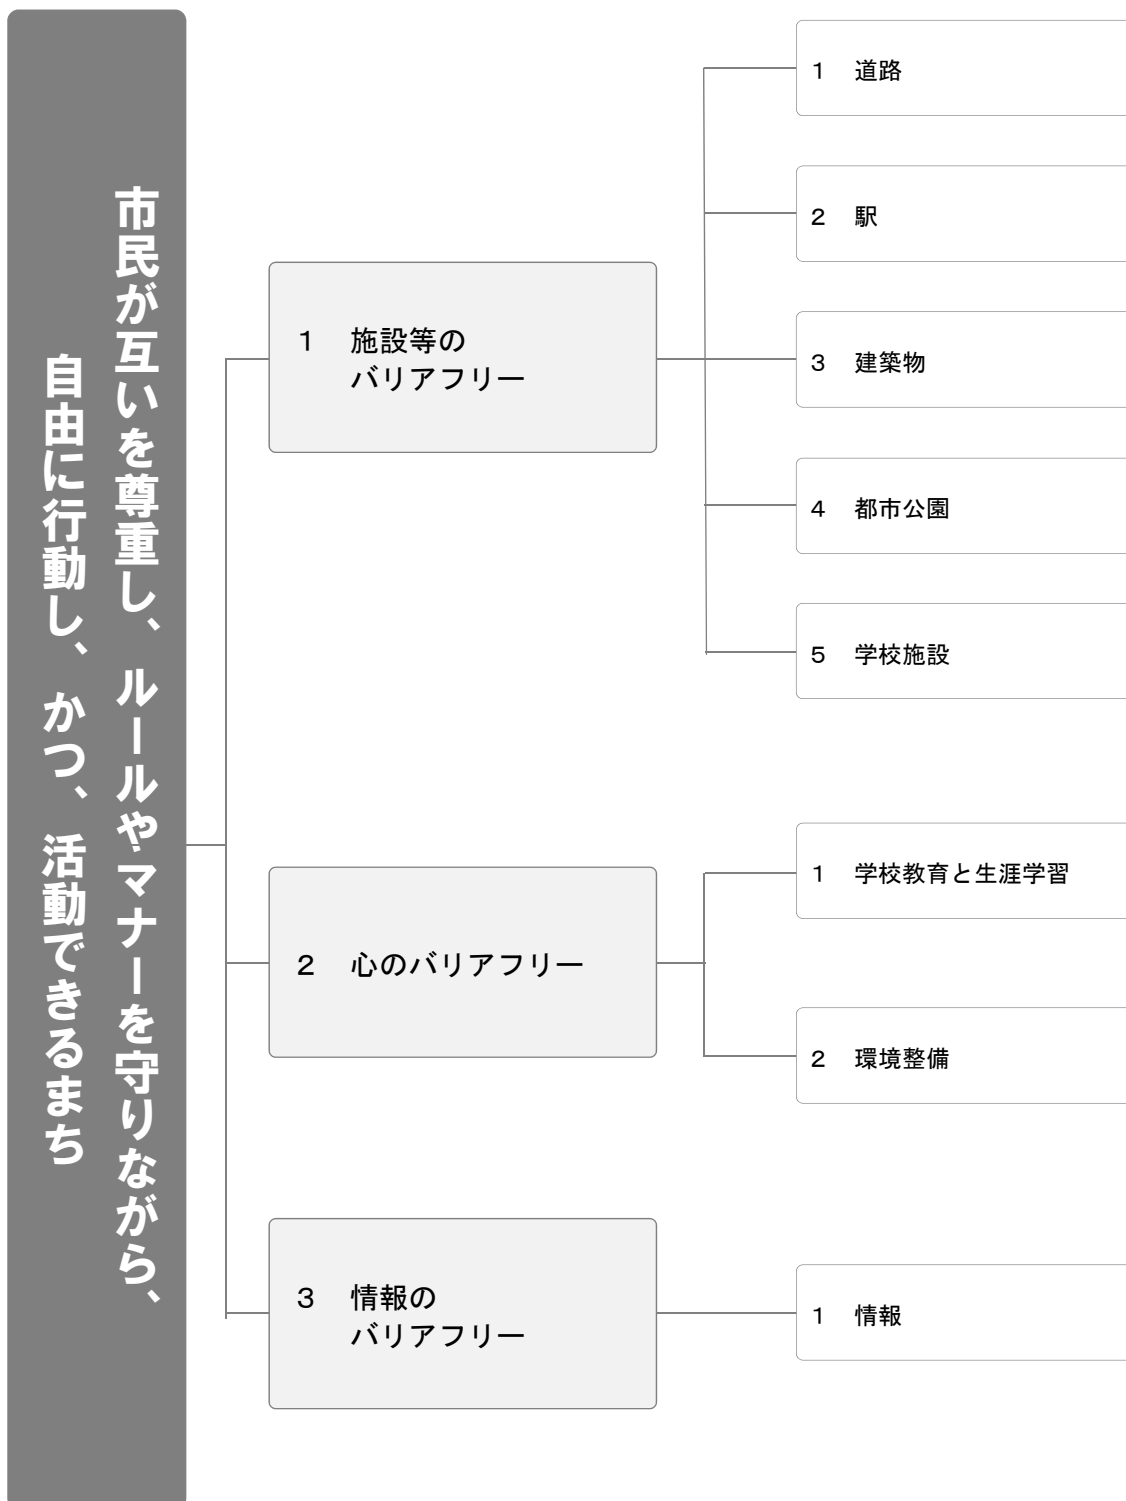 市民が互いを尊重し、ルールやマナーを守りながら、
自由に行動し、かつ、活動できるまち
1 施設等の
バリアフリー
1 道路
2 駅
3 建築物
4 都市公園
5 学校施設
2 心のバリアフリー
1 学校教育と生涯学習
2 環境整備
3 情報の
バリアフリー
1 情報